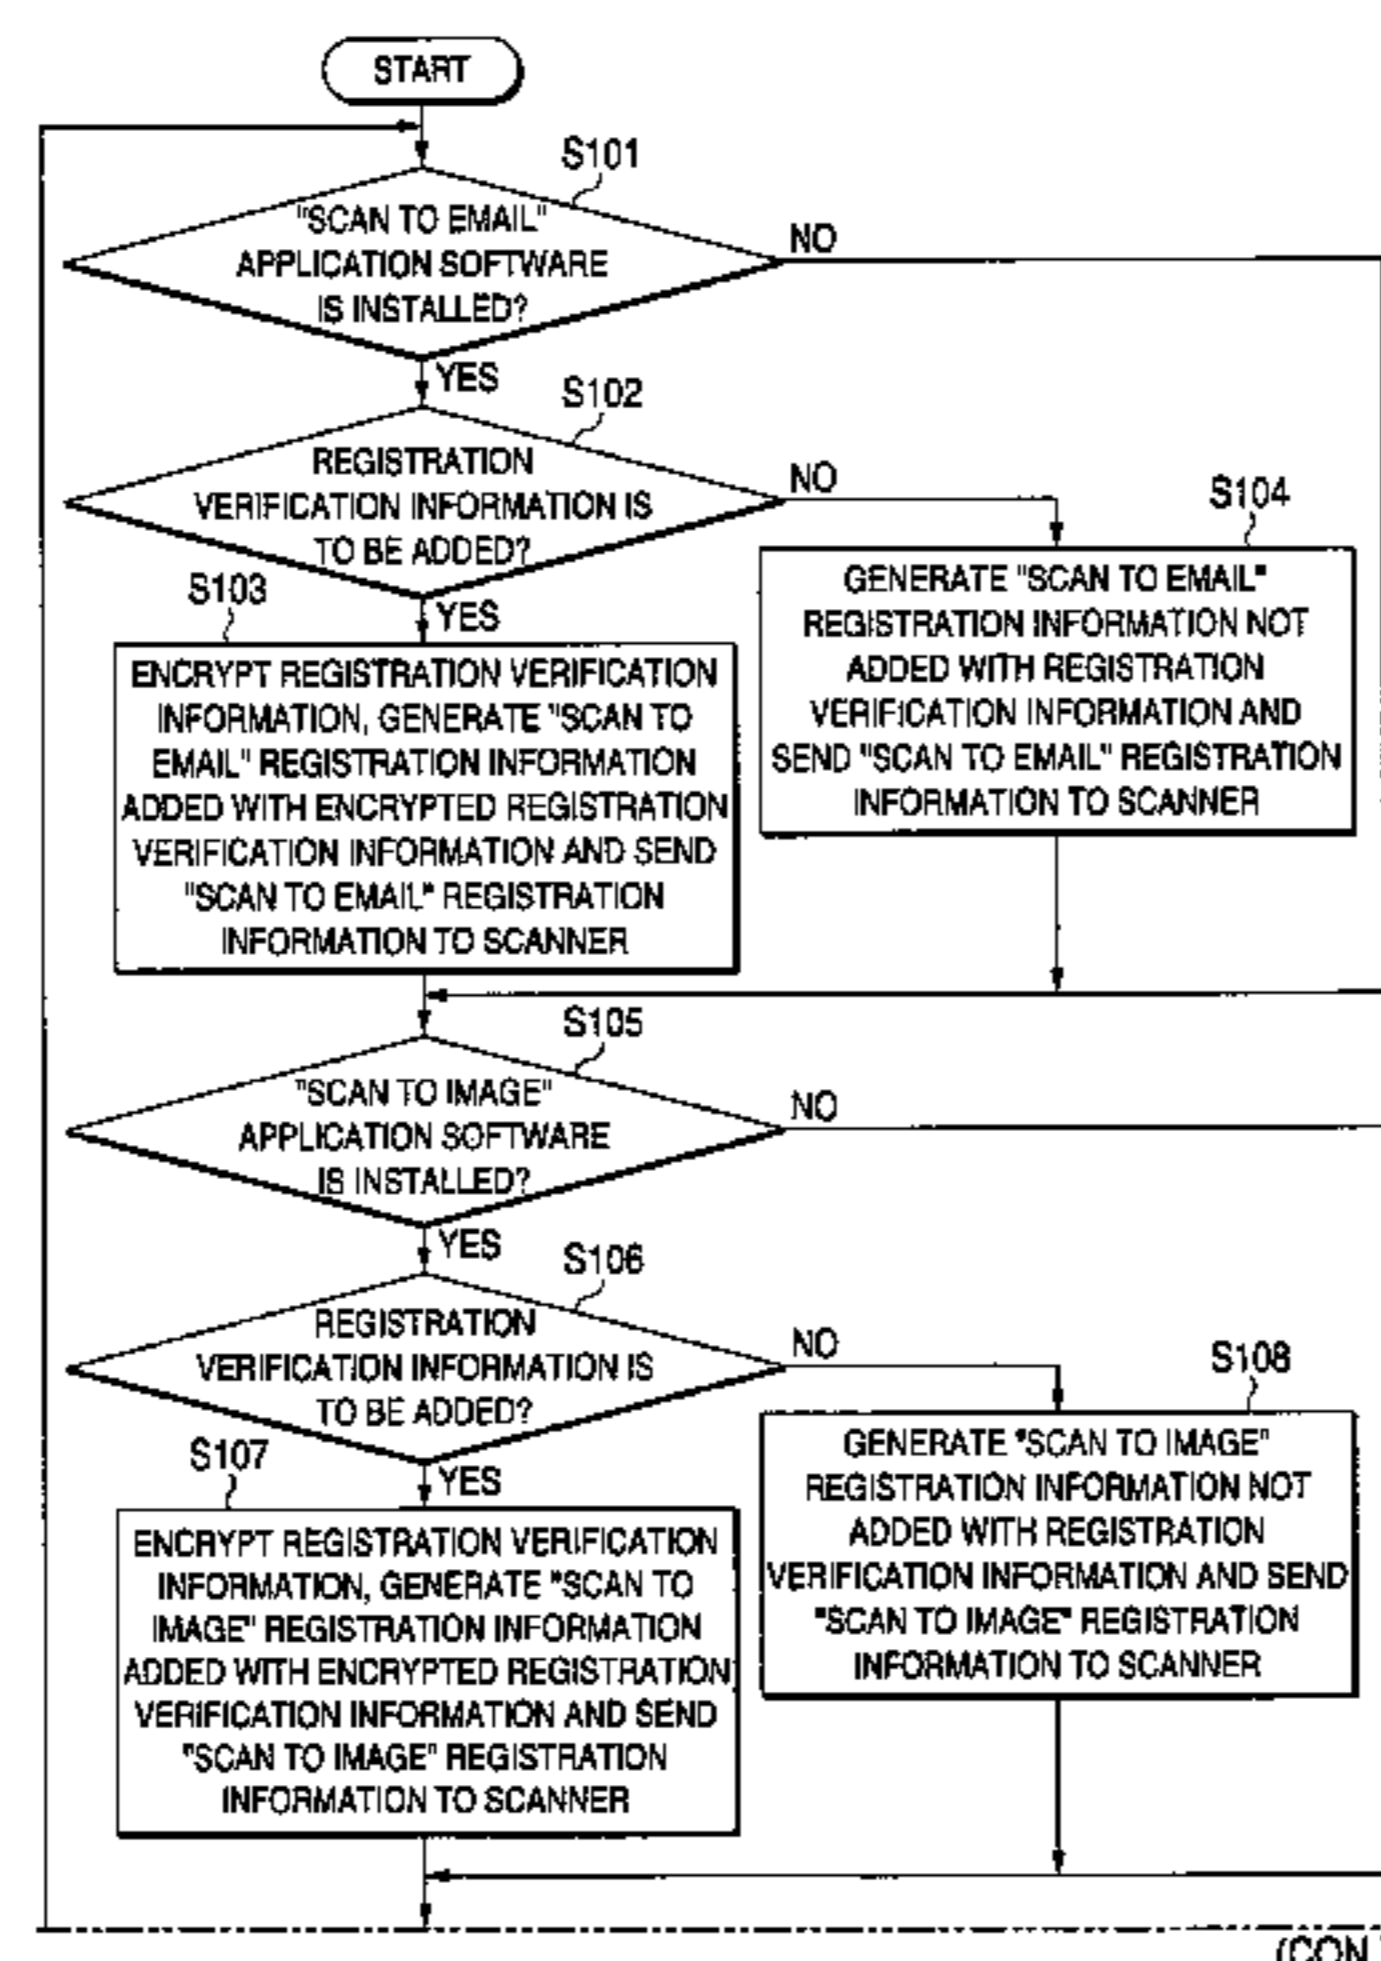 START
S101
"SCAN TO EMAIL"
APPLICATION SOFTWARE
IS INSTALLED?
NO
YES
S102
REGISTRATION
VERIFICATION INFORMATION IS
TO BE ADDED?
NO
YES
S103
ENCRYPT REGISTRATION VERIFICATION
INFORMATION, GENERATE "SCAN TO
EMAIL" REGISTRATION INFORMATION
ADDED WITH ENCRYPTED REGISTRATION
VERIFICATION INFORMATION AND SEND
"SCAN TO EMAIL" REGISTRATION
INFORMATION TO SCANNER
S104
GENERATE "SCAN TO EMAIL"
REGISTRATION INFORMATION NOT
ADDED WITH REGISTRATION
VERIFICATION INFORMATION AND
SEND "SCAN TO EMAIL" REGISTRATION
INFORMATION TO SCANNER
S105
"SCAN TO IMAGE"
APPLICATION SOFTWARE
IS INSTALLED?
NO
YES
S106
REGISTRATION
VERIFICATION INFORMATION IS
TO BE ADDED?
NO
YES
S107
ENCRYPT REGISTRATION VERIFICATION
INFORMATION, GENERATE "SCAN TO
IMAGE" REGISTRATION INFORMATION
ADDED WITH ENCRYPTED REGISTRATION
VERIFICATION INFORMATION AND SEND
"SCAN TO IMAGE" REGISTRATION
INFORMATION TO SCANNER
S108
GENERATE "SCAN TO IMAGE"
REGISTRATION INFORMATION NOT
ADDED WITH REGISTRATION
VERIFICATION INFORMATION AND SEND
"SCAN TO IMAGE" REGISTRATION
INFORMATION TO SCANNER
(CON